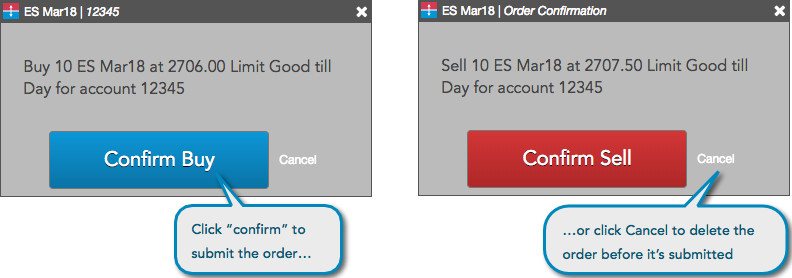 ES Mar18 | 12345
Buy 10 ES Mar18 at 2706.00 Limit Good till
Day for account 12345
Confirm Buy
Cancel
Click “confirm” to
submit the order…
ES Mar18 | Order Confirmation
Sell 10 ES Mar18 at 2707.50 Limit Good till
Day for account 12345
Confirm Sell
Cancel
…or click Cancel to delete the
order before it’s submitted